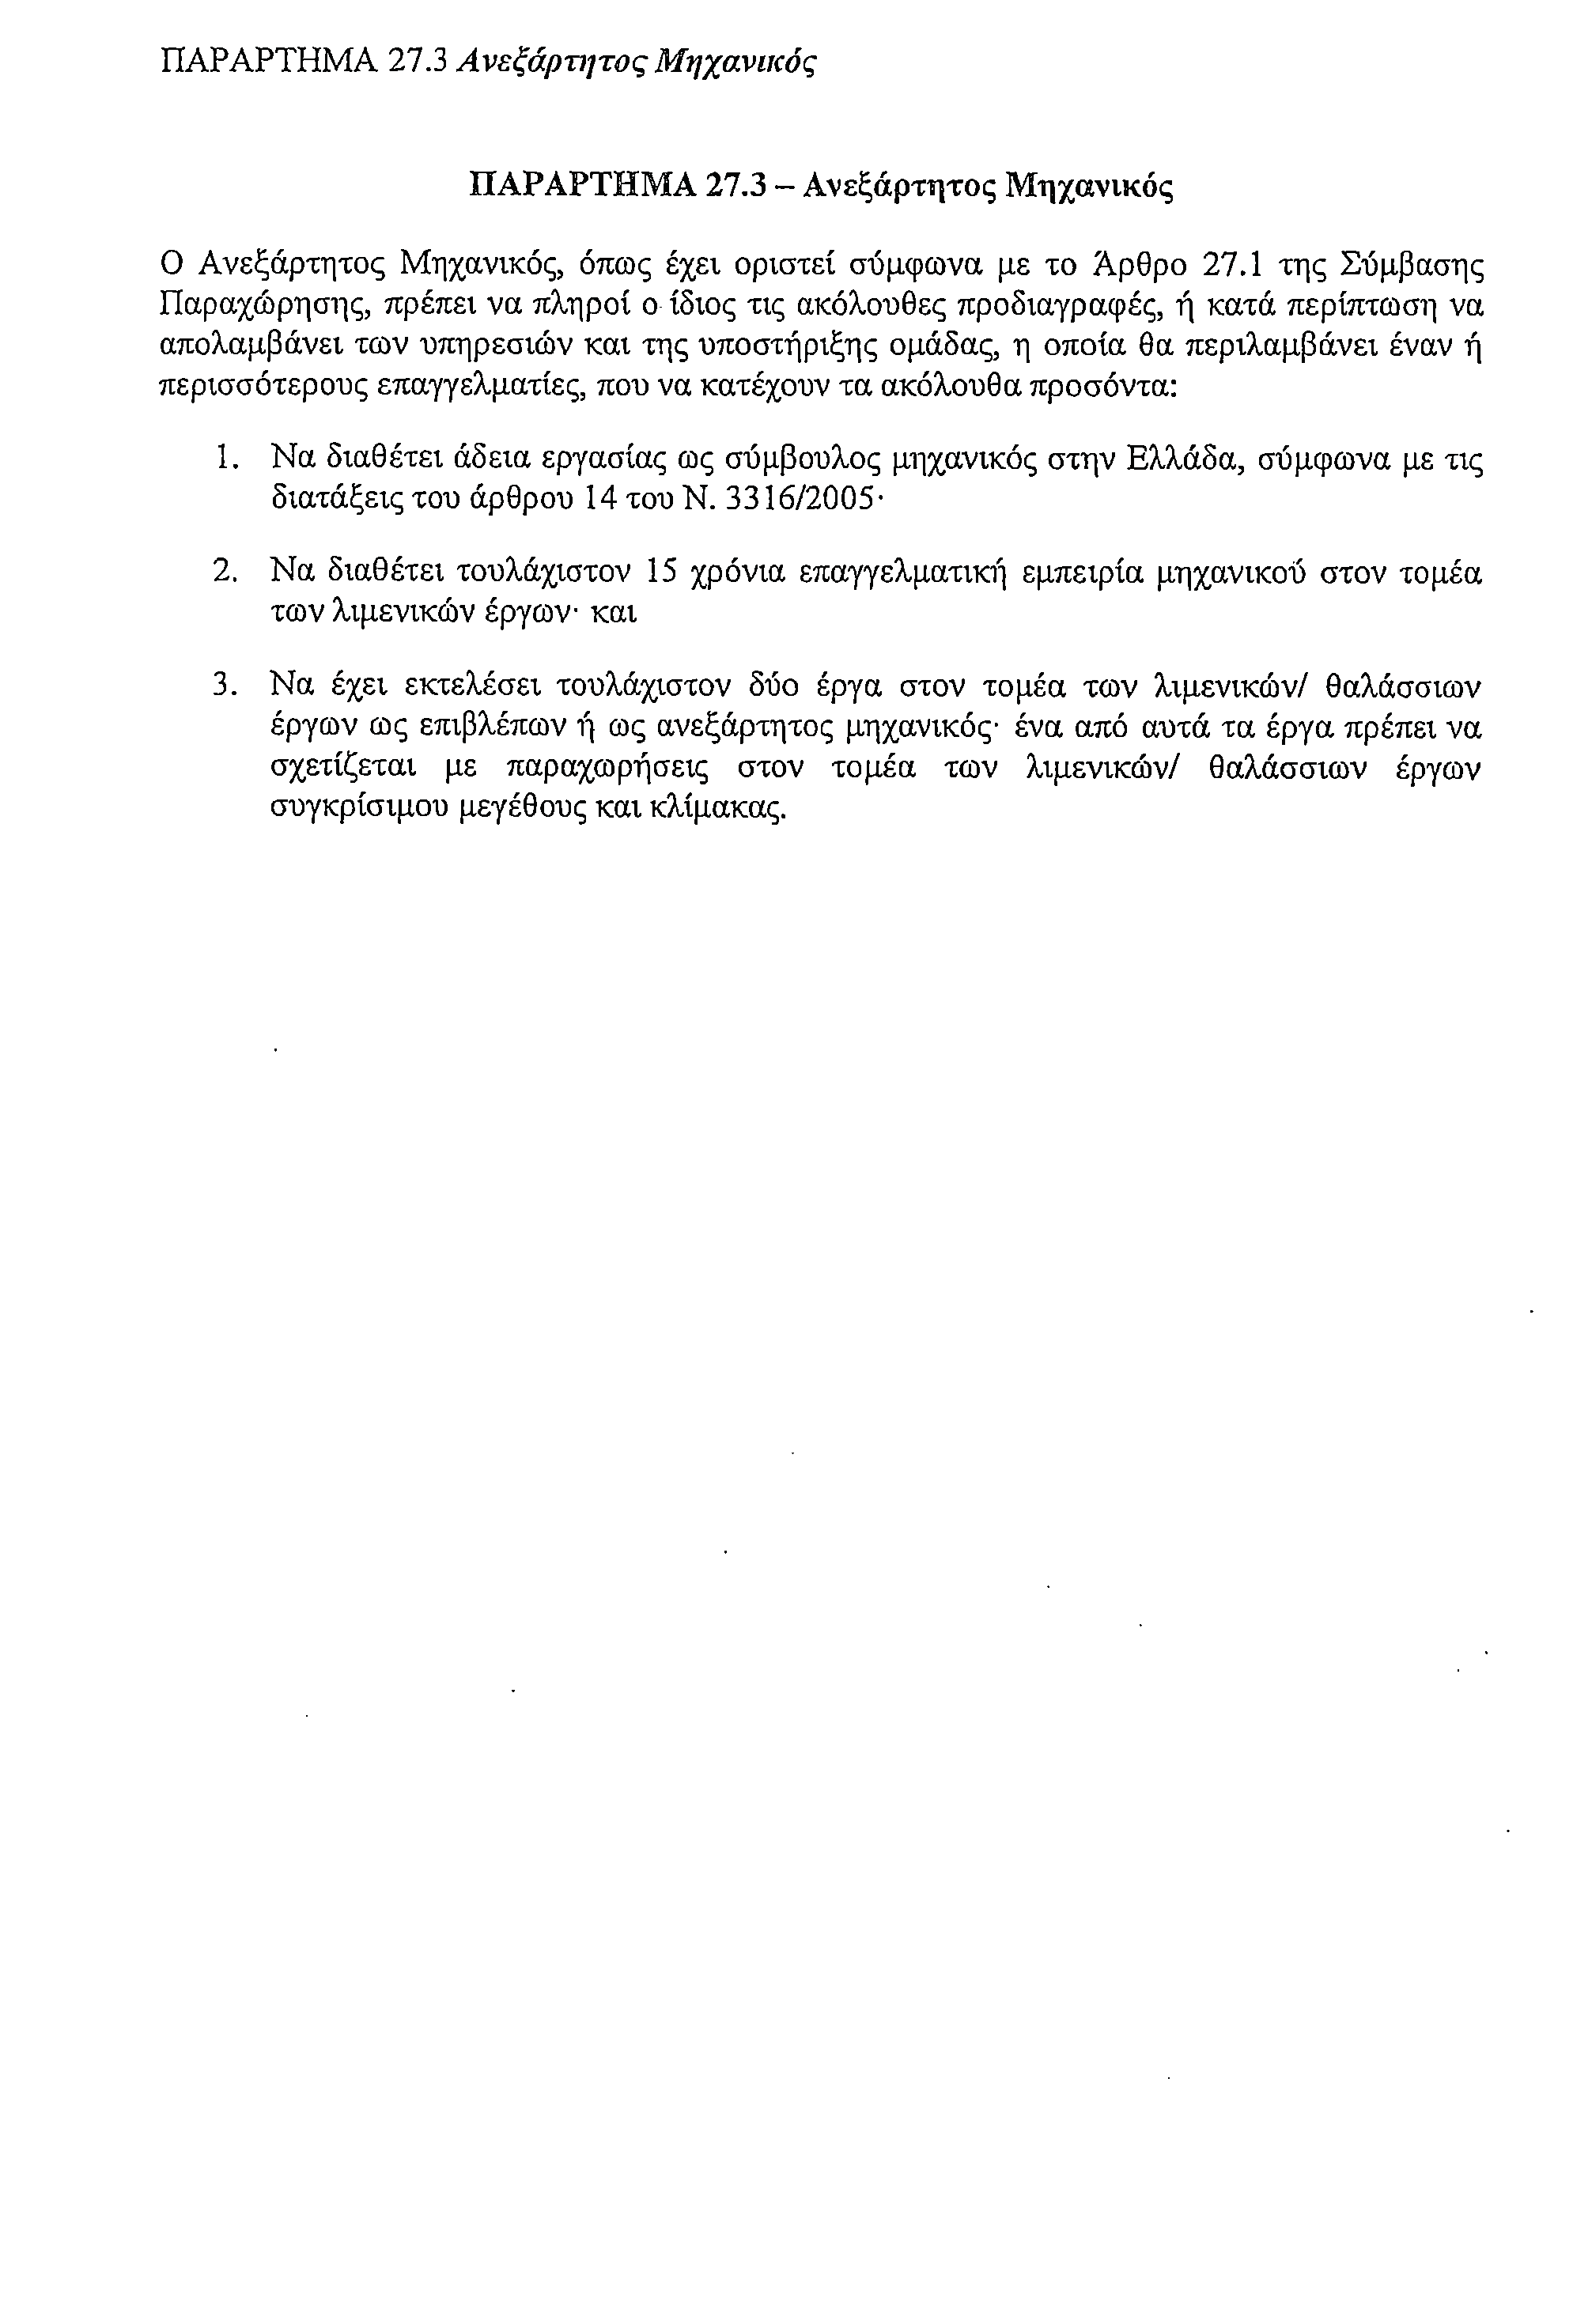 ΠΑΡΑΡΤΗΜΑ 27.3 Ανεξάρτητος Μηχανικός
ΠΑΡΑΡΤΗΜΑ 27.3 – Ανεξάρτητος Μηχανικός
Ο Ανεξάρτητος Μηχανικός, όπως έχει οριστεί σύμφωνα με το Άρθρο 27.1 της Σύμβασης
Παραχώρησης, πρέπει να πληροί ο ίδιος τις ακόλουθες προδιαγραφές, ή κατά περίπτωση να
απολαμβάνει των υπηρεσιών και της υποστήριξης ομάδας, η οποία θα περιλαμβάνει έναν ή
περισσότερους επαγγελματίες, που να κατέχουν τα ακόλουθα προσόντα:
1. Να διαθέτει άδεια εργασίας ως σύμβουλος μηχανικός στην Ελλάδα, σύμφωνα με τις
διατάξεις του άρθρου 14 του Ν. 3316/2005·
2. Να διαθέτει τουλάχιστον 15 χρόνια επαγγελματική εμπειρία μηχανικού στον τομέα
των λιμενικών έργων· και
3. Να έχει εκτελέσει τουλάχιστον δύο έργα στον τομέα των λιμενικών/ θαλάσσιων
έργων ως επιβλέπων ή ως ανεξάρτητος μηχανικός· ένα από αυτά τα έργα πρέπει να
σχετίζεται με παραχωρήσεις στον τομέα των λιμενικών/ θαλάσσιων έργων
συγκρίσιμου μεγέθους και κλίμακας.